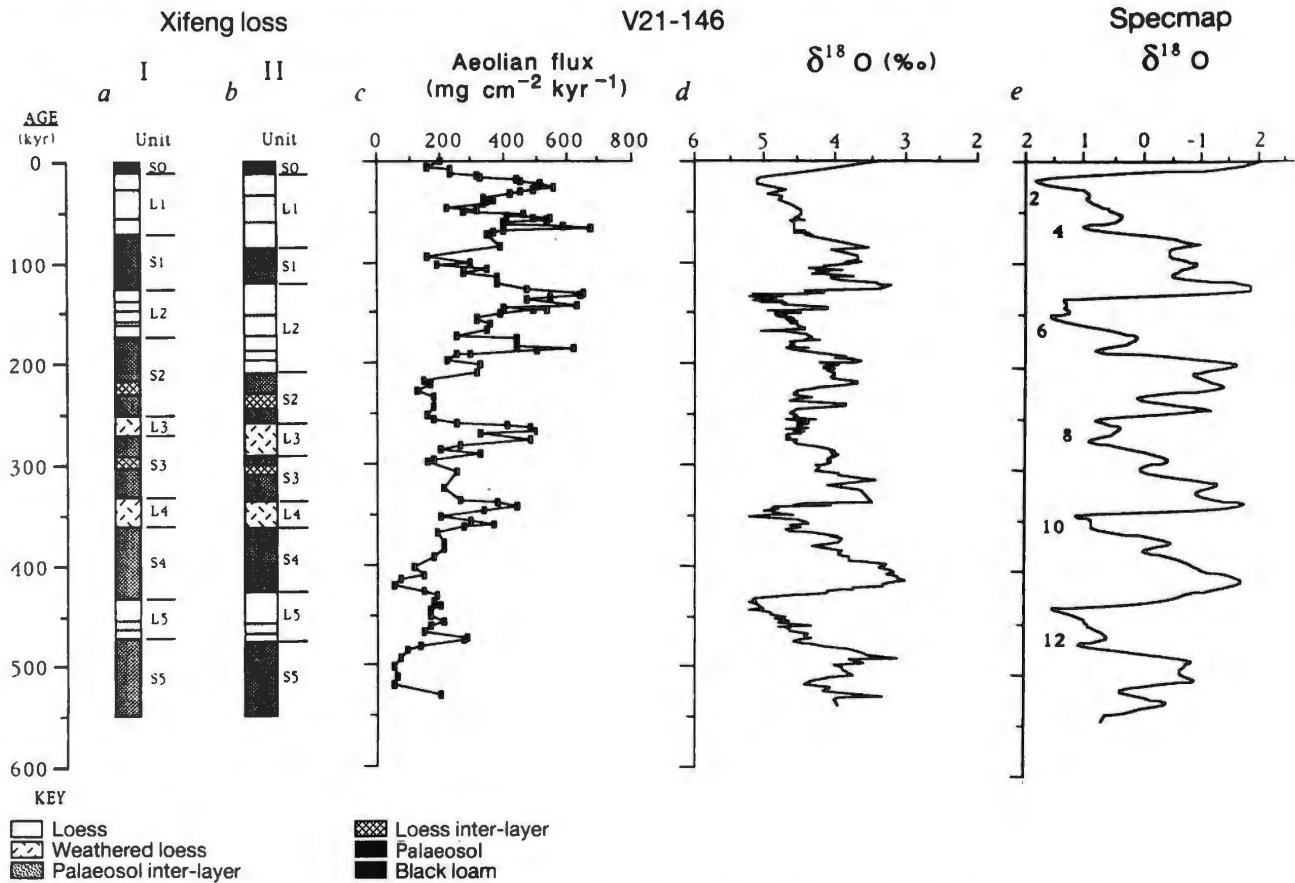 Xifeng loss
V21-146
Specmap
I
II
Aeolian flux
(mg cm⁻² kyr⁻¹)
δ¹⁸ O (‰)
δ¹⁸ O
a
b
c
d
e
AGE
(kyr)
Unit
Unit
0 200 400 600 800
6 5 4 3 2
2 1 0 -1 2
0
100
200
300
400
500
600
S0
L1
S1
L2
S2
L3
S3
L4
S4
L5
S5
S0
L1
S1
L2
S2
L3
S3
L4
S4
L5
S5
2
4
6
8
10
12
KEY
Loess
Weathered loess
Palaeosol inter-layer
Loess inter-layer
Palaeosol
Black loam